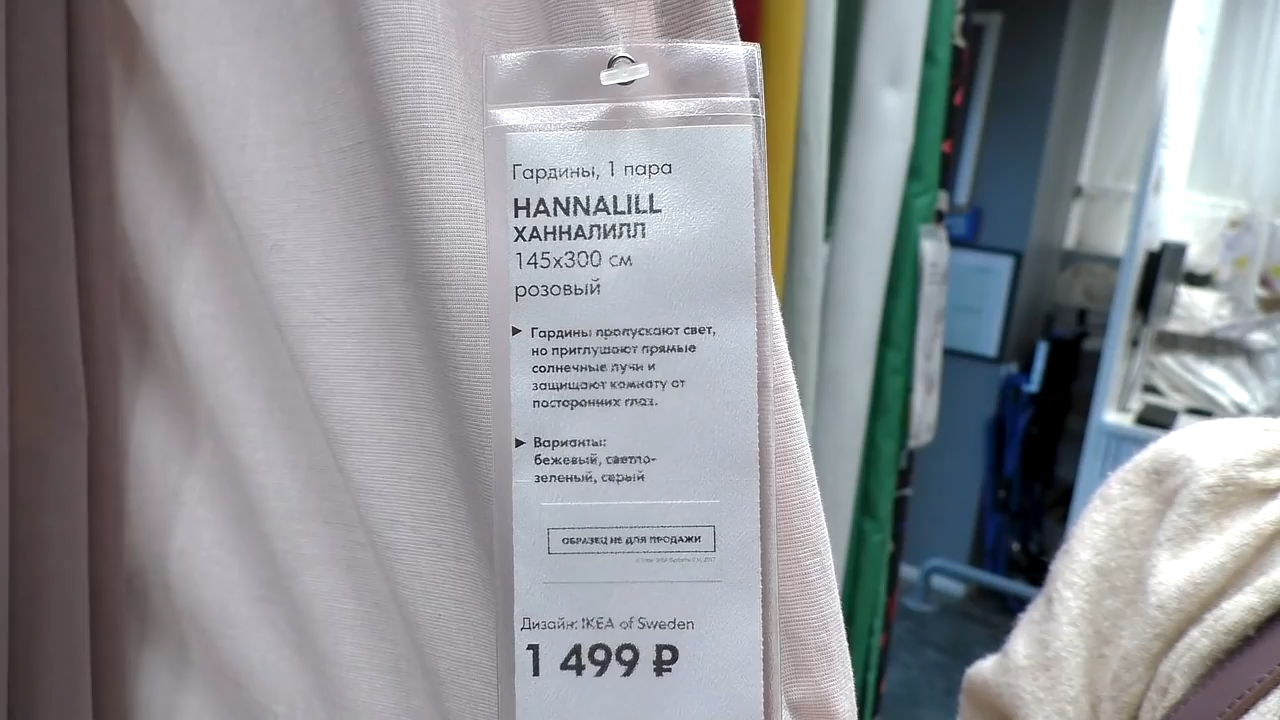 Гардины, 1 пара
HANNALILL
ХАННАЛИЛЛ
145x300 см
розовый
Гардины пропускают свет,
но приглушают прямые
солнечные лучи и
защищают комнату от
посторонних глаз.
Варианты:
бежевый, светло-
зеленый, серый
ОБРАЗЕЦ НЕ ДЛЯ ПРОДАЖИ
Дизайн: IKEA of Sweden
1 499 ₽